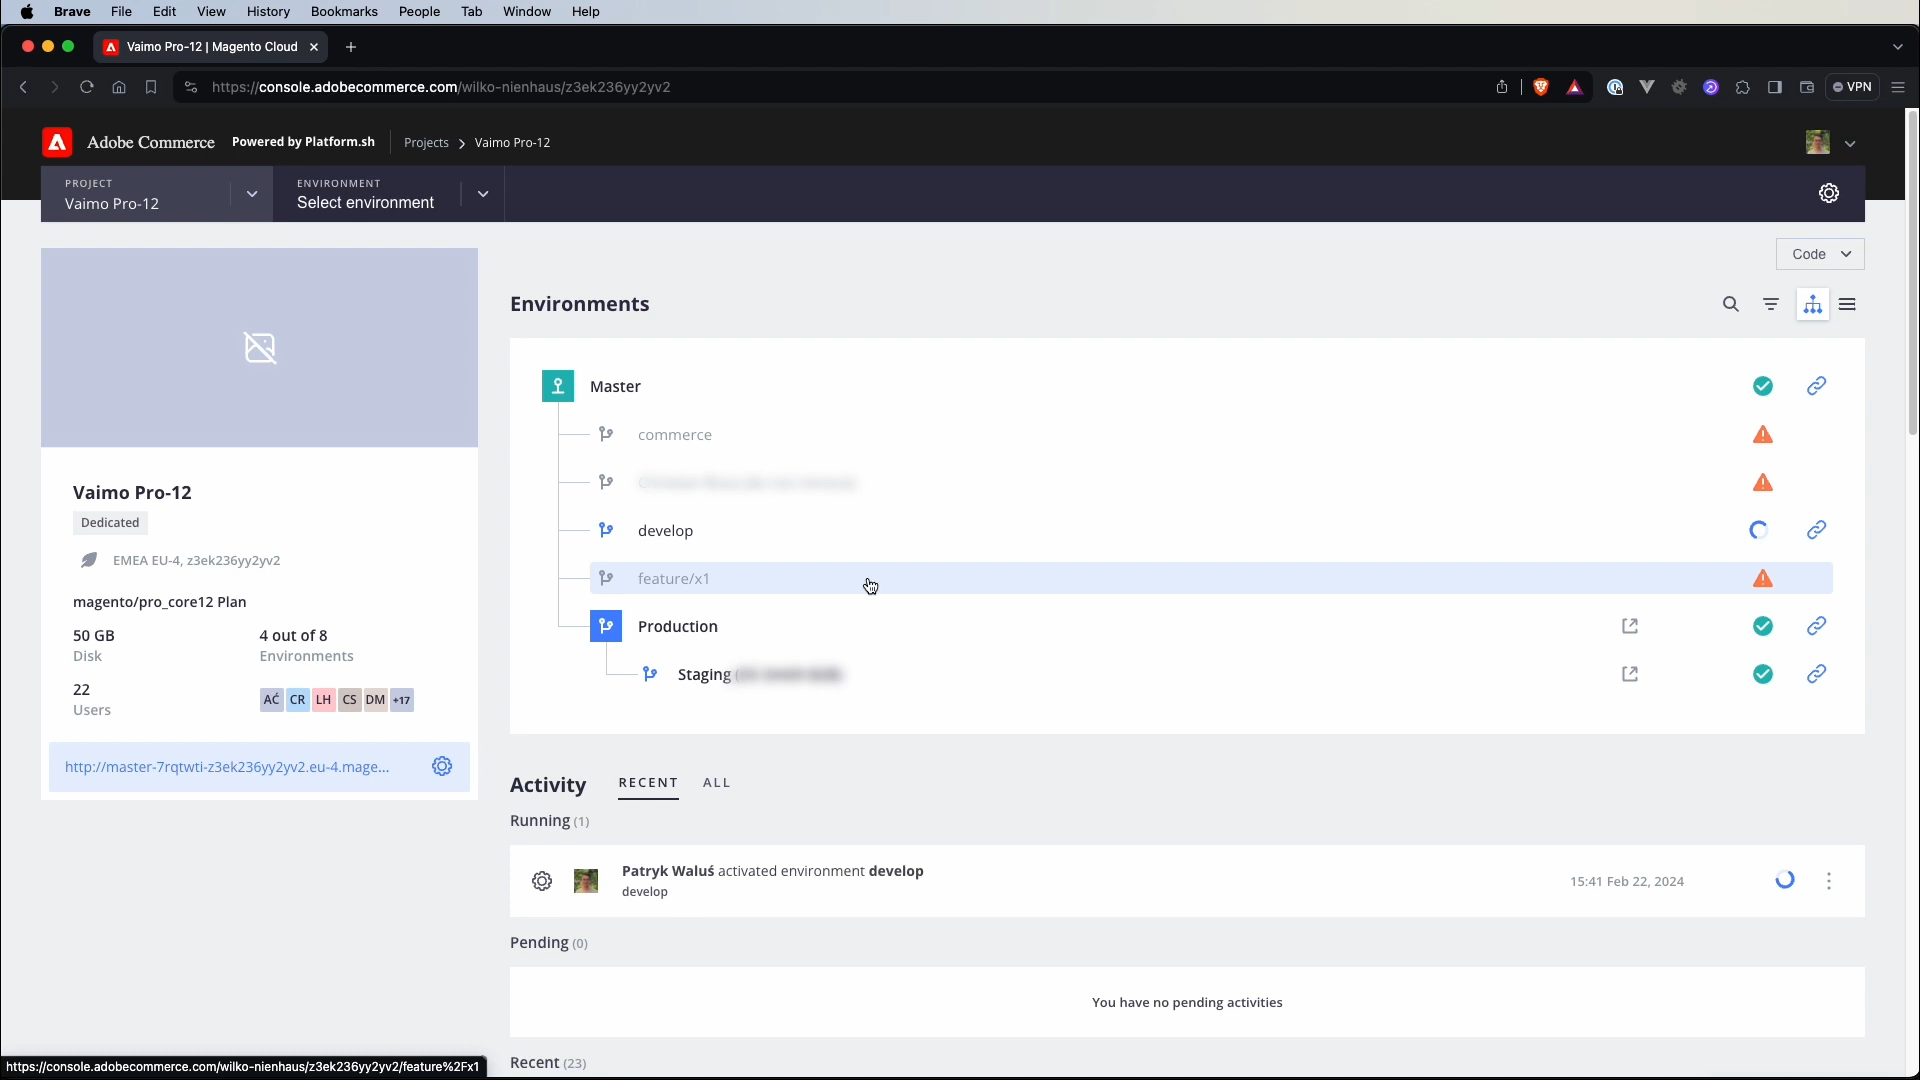 Brave File Edit View History Bookmarks People Tab Window Help
Vaimo Pro-12 | Magento Cloud
https://console.adobecommerce.com/wilko-nienhaus/z3ek236yy2yv2
VPN
Adobe Commerce Powered by Platform.sh Projects Vaimo Pro-12
PROJECT
Vaimo Pro-12
ENVIRONMENT
Select environment
Code
Environments
Master
commerce
develop
feature/x1
Production
Staging
Vaimo Pro-12
Dedicated
EMEA EU-4, z3ek236yy2yv2
magento/pro_core12 Plan
50 GB
Disk
4 out of 8
Environments
22
Users
AĆ CR LH CS DM +17
http://master-7rqtwti-z3ek236yy2yv2.eu-4.mage...
Activity RECENT ALL
Running (1)
Patryk Waluś activated environment develop
develop
15:41 Feb 22, 2024
Pending (0)
You have no pending activities
Recent (23)
https://console.adobecommerce.com/wilko-nienhaus/z3ek236yy2yv2/feature%2Fx1